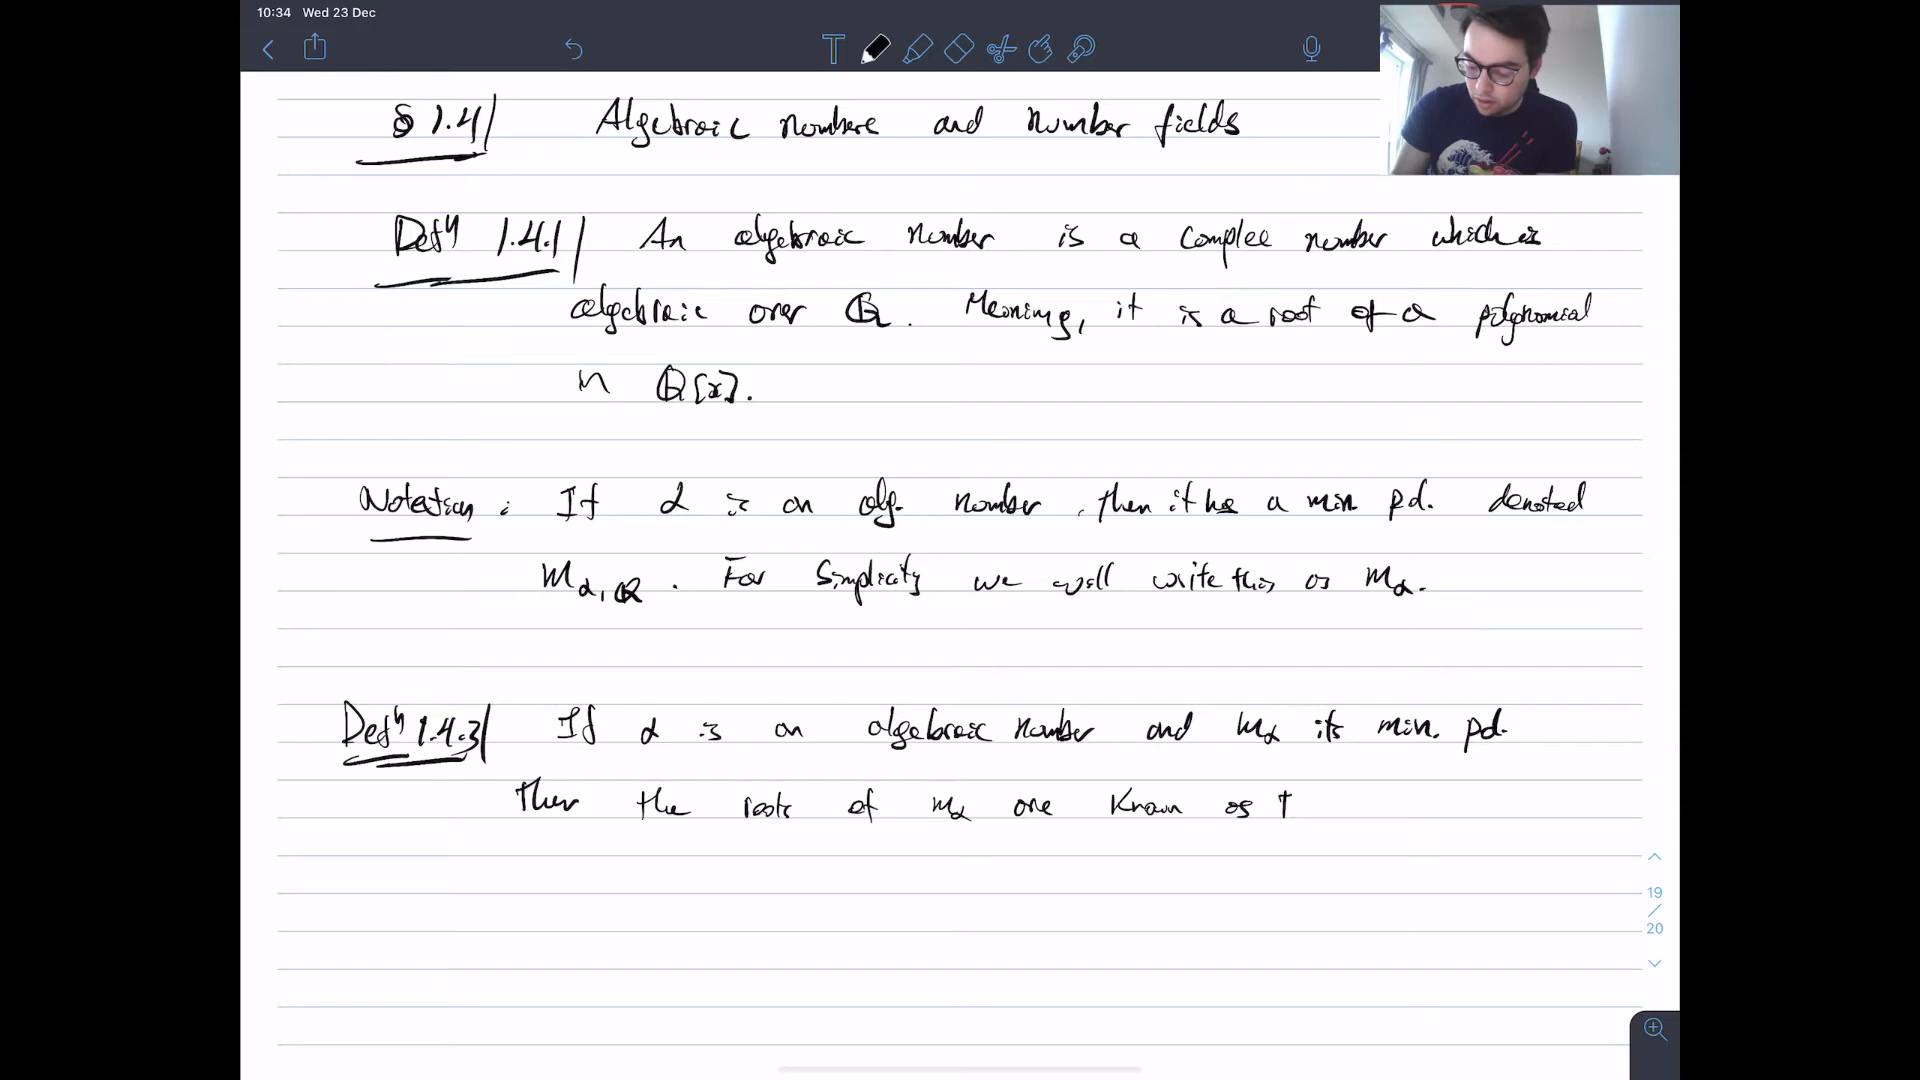 10:34 Wed 23 Dec
§ 1.4 Algebraic numbers and number fields
Defⁿ 1.4.1 An algebraic number is a complex number which is
algebraic over ℚ. Meaning, it is a root of a polynomial
in ℚ[x].
Notation: If α is an alg. number, then it has a min pol. denoted
m_{α,ℚ}. For simplicity we will write this as m_α.
Defⁿ 1.4.3 If α is an algebraic number and m_α its min. pol.
then the roots of m_α are known as t
19
/
20